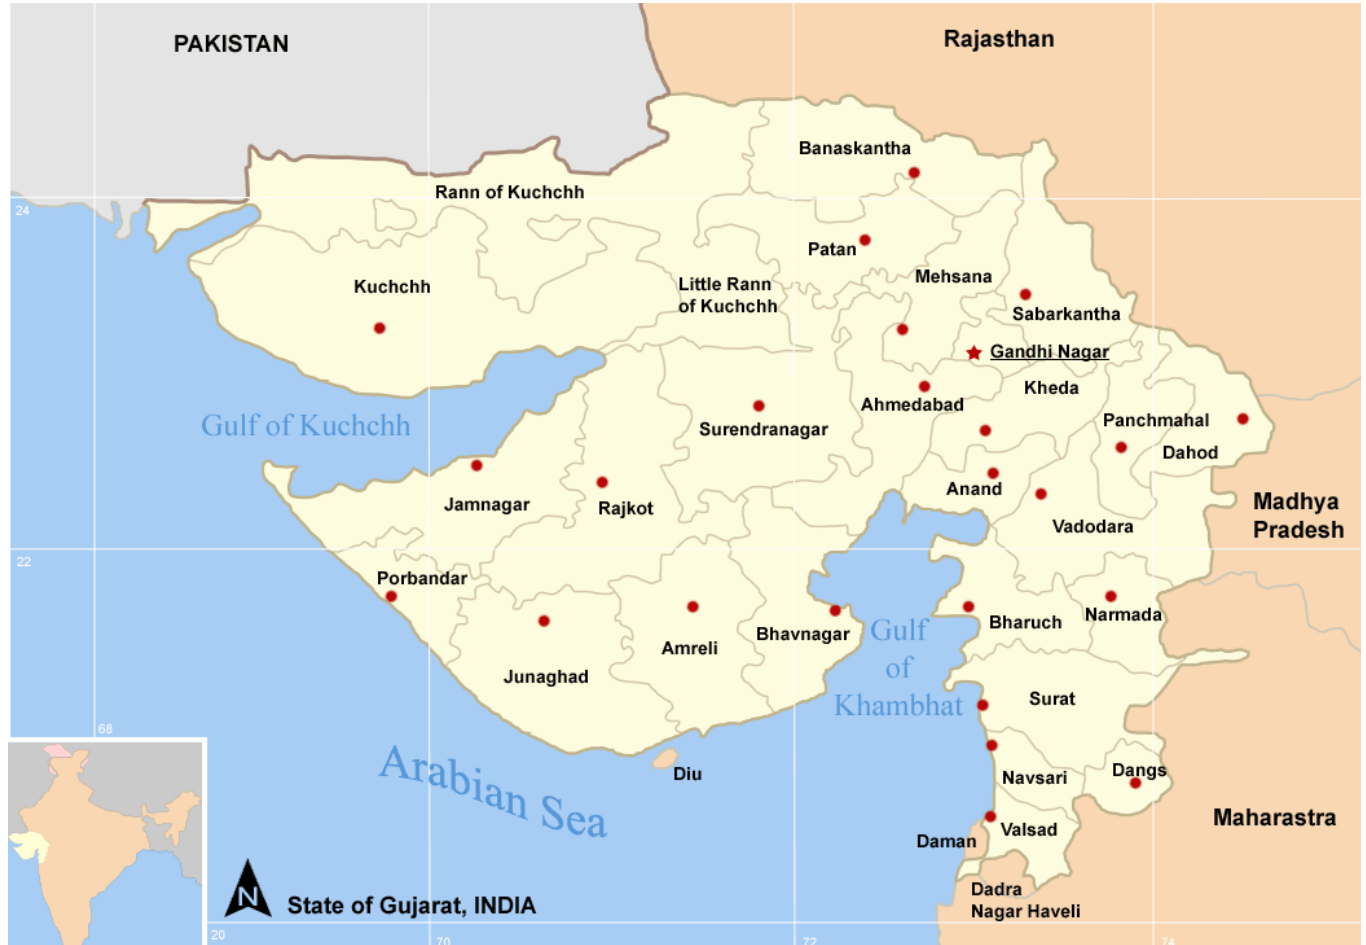 PAKISTAN
Rajasthan
Banaskantha
Rann of Kuchchh
24
Patan
Mehsana
Kuchchh
Little Rann
of Kuchchh
Sabarkantha
Gandhi Nagar
Kheda
Ahmedabad
Gulf of Kuchchh
Surendranagar
Panchmahal
Dahod
Anand
Jamnagar
Rajkot
Vadodara
Madhya
Pradesh
22
Porbandar
Narmada
Bharuch
Bhavnagar
Gulf
of
Khambhat
Amreli
Junaghad
Surat
68
Arabian Sea
Diu
Navsari
Dangs
Maharastra
Valsad
Daman
Dadra
Nagar Haveli
N
State of Gujarat, INDIA
20
70
72
74